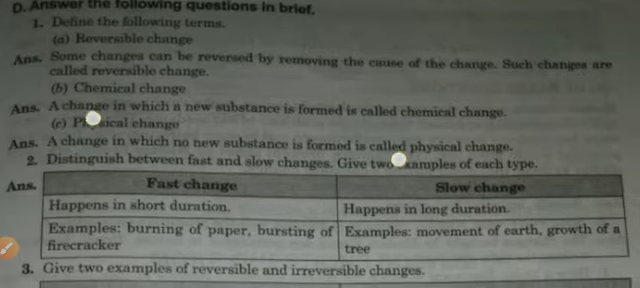 D. Answer the following questions in brief.
1. Define the following terms.
(a) Reversible change
Ans. Some changes can be reversed by removing the cause of the change. Such changes are
called reversible change.
(b) Chemical change
Ans. A change in which a new substance is formed is called chemical change.
(c) change
Ans. A change in which no new substance is formed is called physical change.
2. Distinguish between fast and slow changes. Give two of each type.
Ans. Fast change Slow change
Happens in short duration. Happens in long duration.
Examples: burning of paper, bursting of Examples: movement of earth, growth of a
firecracker tree
3. Give two examples of reversible and irreversible changes.